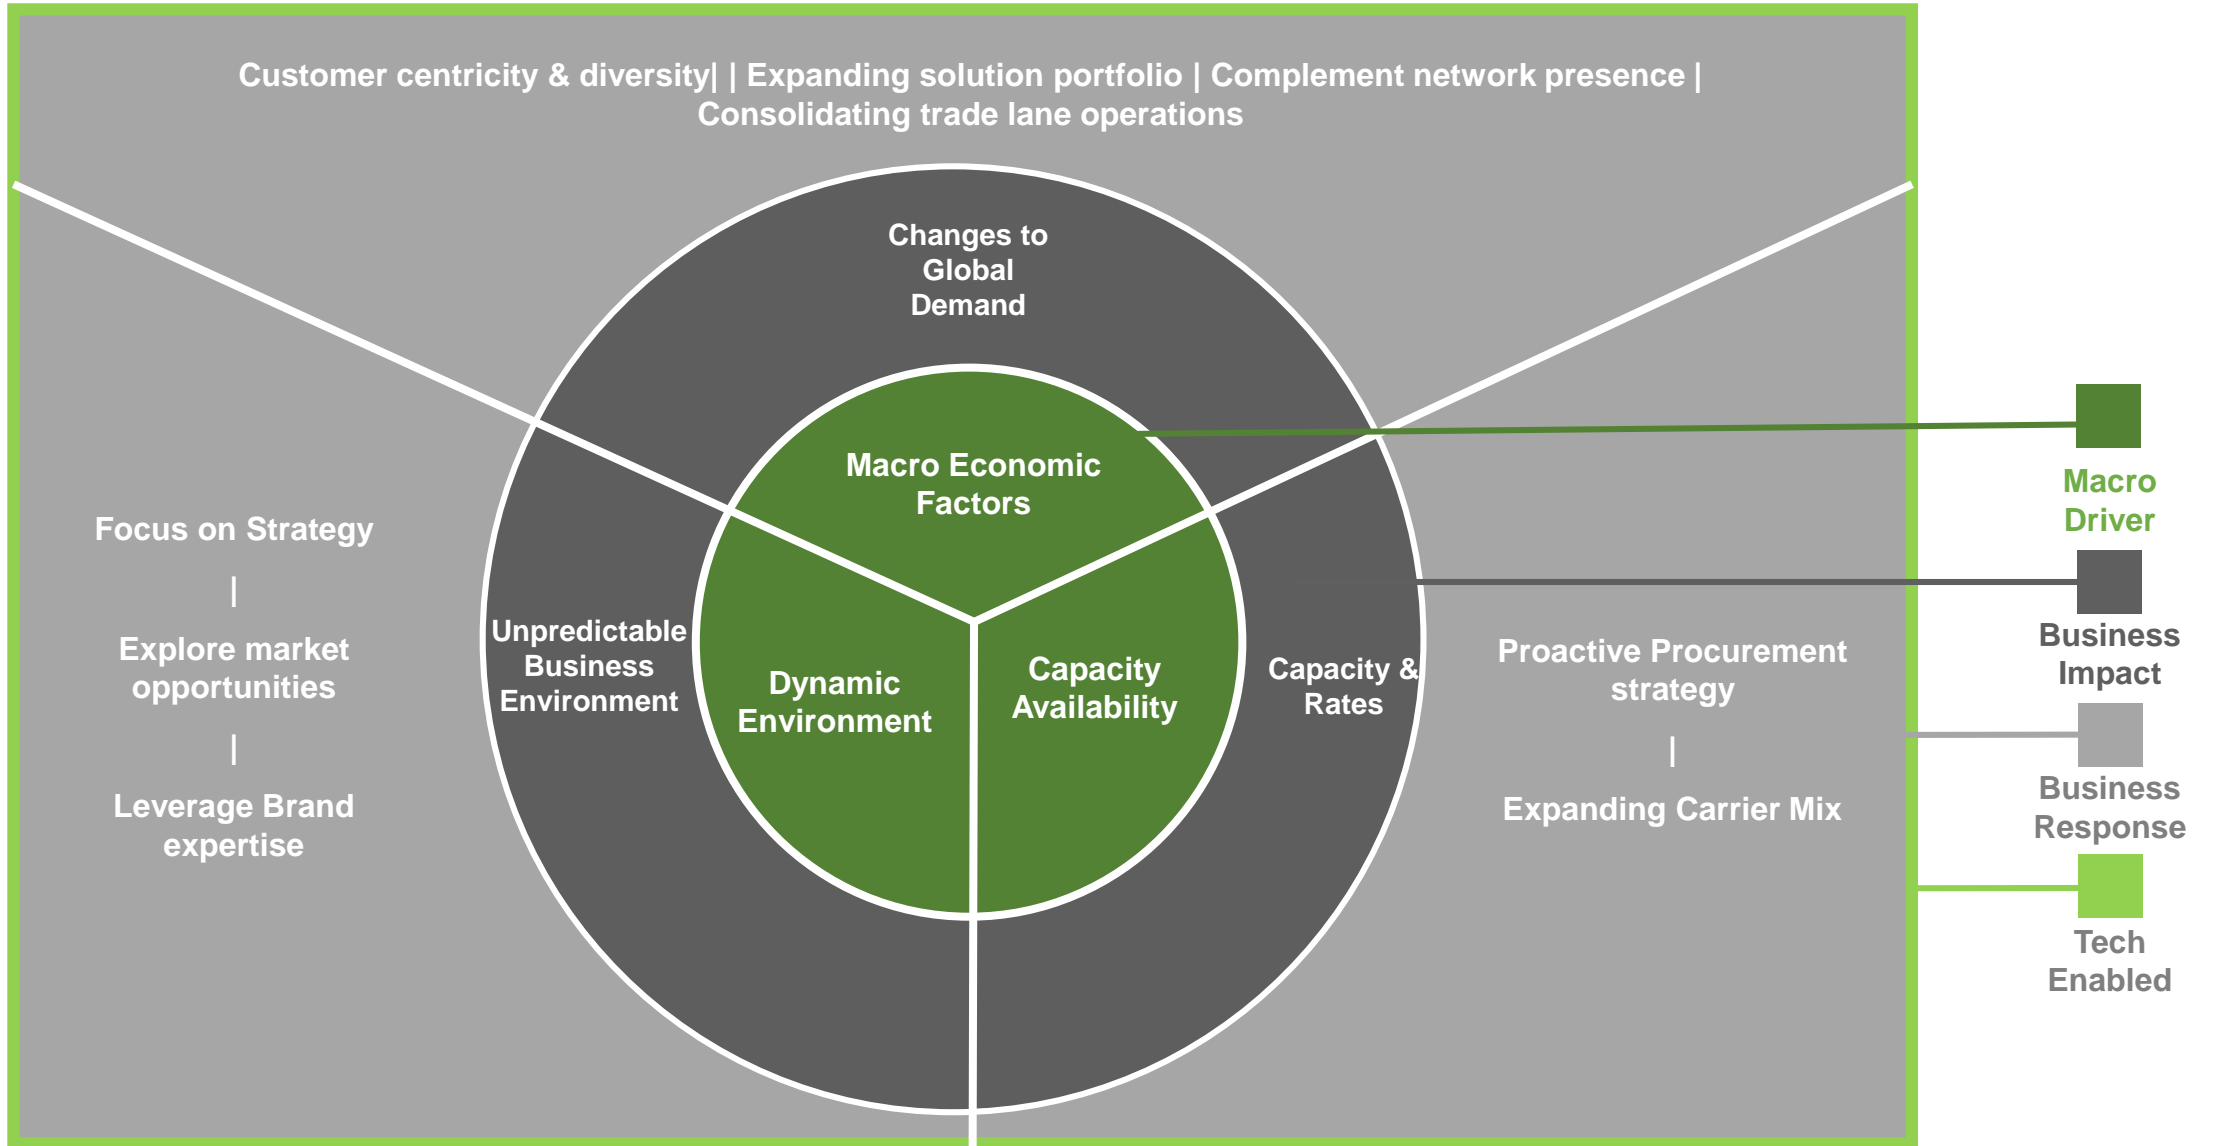 Customer centricity & diversity| | Expanding solution portfolio | Complement network presence |
Consolidating trade lane operations
Changes to
Global
Demand
Macro Economic
Factors
Focus on Strategy
|
Explore market
opportunities
|
Leverage Brand
expertise
Unpredictable
Business
Environment
Dynamic
Environment
Capacity
Availability
Capacity &
Rates
Proactive Procurement
strategy
|
Expanding Carrier Mix
Macro
Driver
Business
Impact
Business
Response
Tech
Enabled